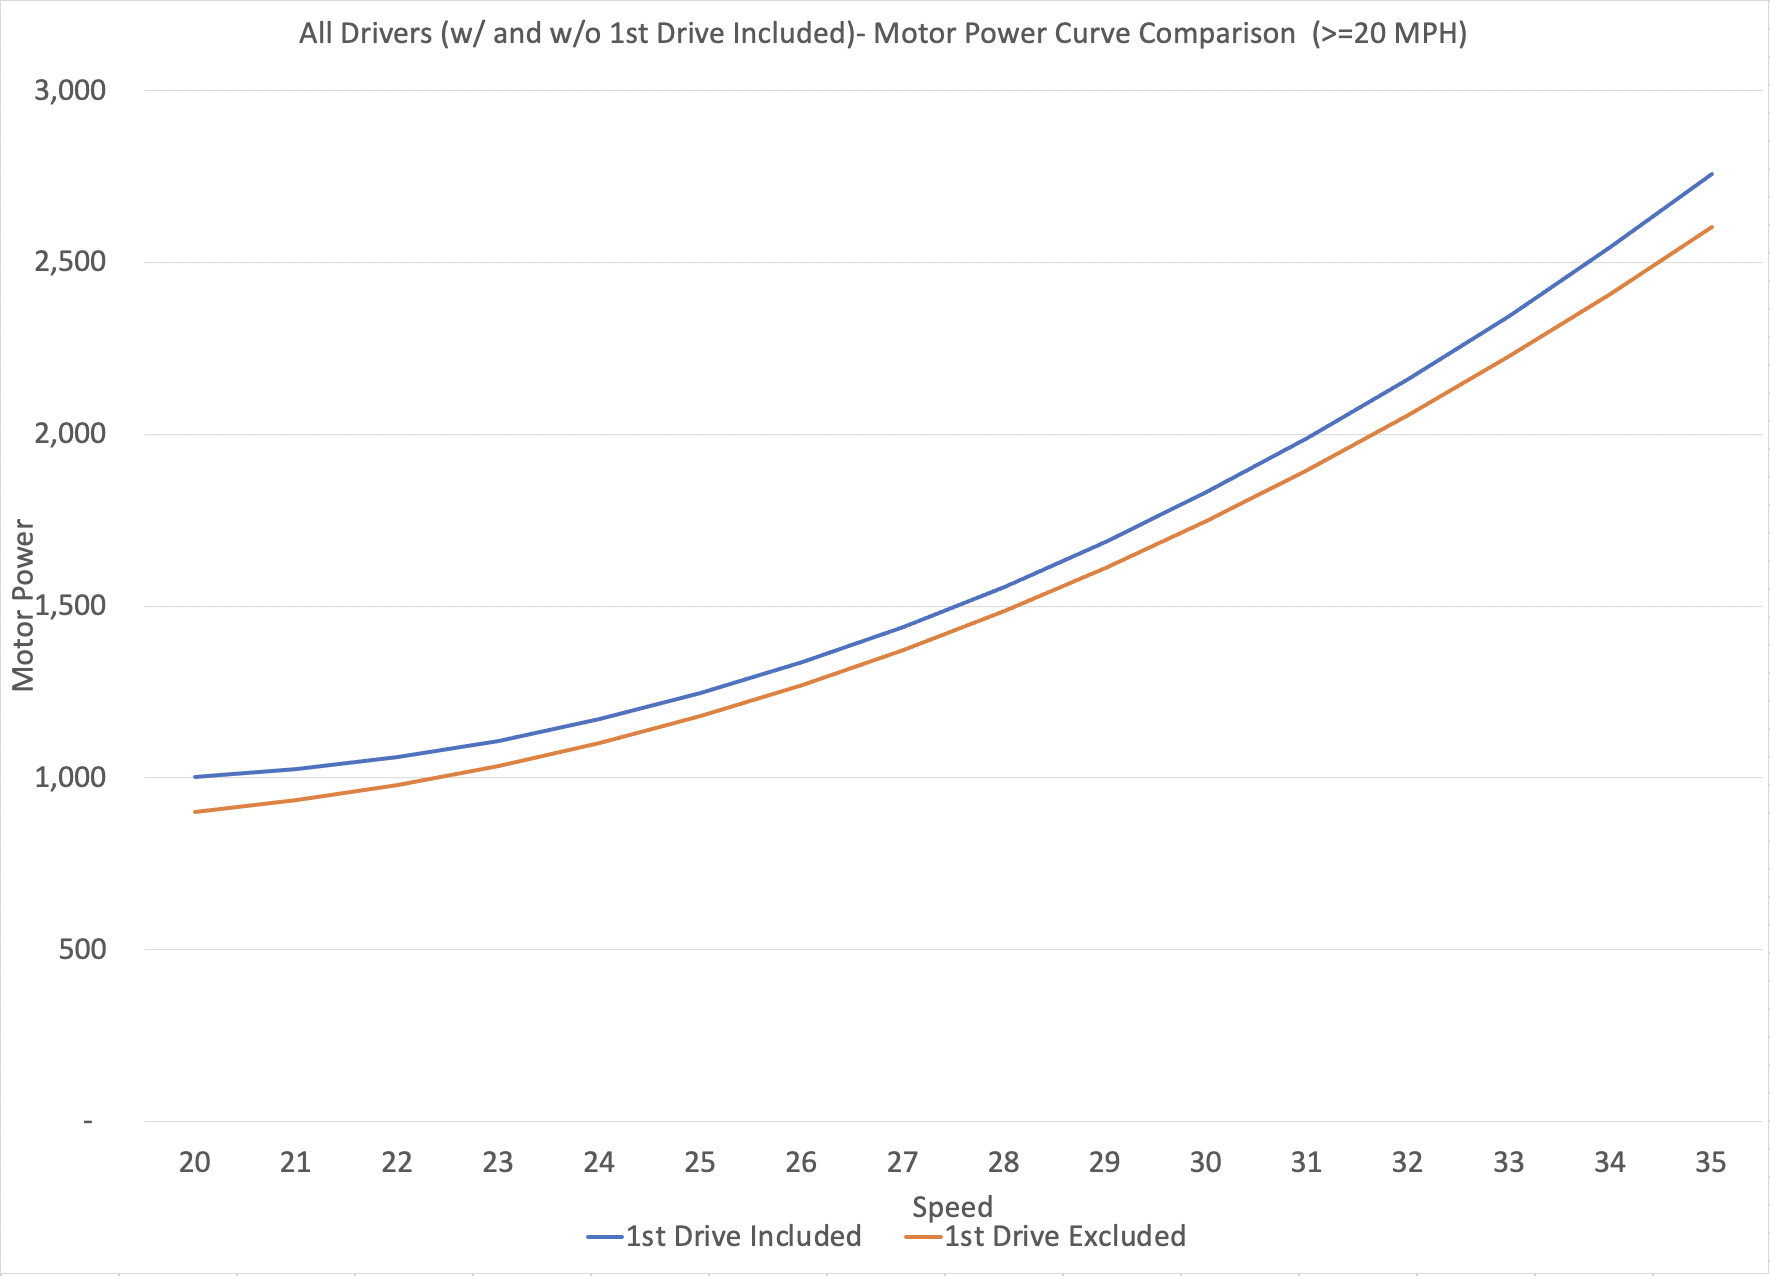 All Drivers (w/ and w/o 1st Drive Included)- Motor Power Curve Comparison  (>=20 MPH)
3,000
2,500
2,000
1,500
1,000
500
-
Motor Power
20 21 22 23 24 25 26 27 28 29 30 31 32 33 34 35
Speed
1st Drive Included 1st Drive Excluded